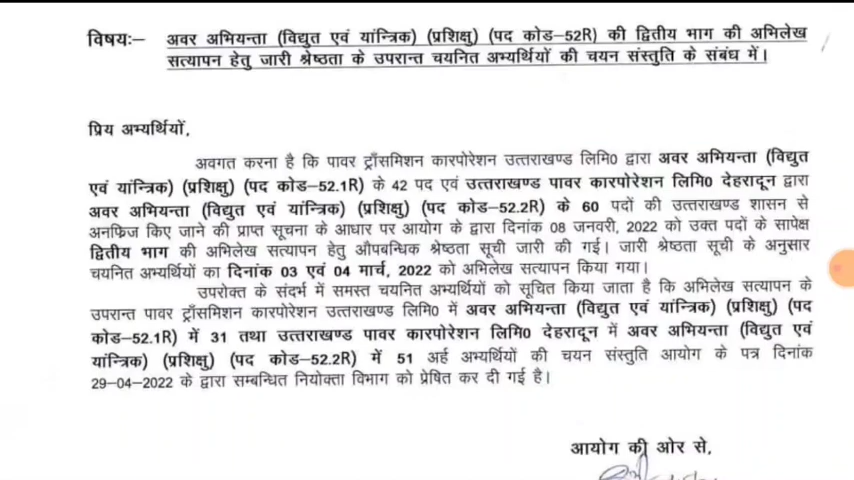 विषयः– अवर अभियन्ता (विद्युत एवं यांन्त्रिक) (प्रशिक्षु) (पद कोड–52R) की द्वितीय भाग की अभिलेख
सत्यापन हेतु जारी श्रेष्ठता के उपरान्त चयनित अभ्यर्थियों की चयन संस्तुति के संबंध में।
प्रिय अभ्यर्थियों,
अवगत करना है कि पावर ट्राँसमिशन कारपोरेशन उत्तराखण्ड लिमि0 द्वारा अवर अभियन्ता (विद्युत
एवं यांन्त्रिक) (प्रशिक्षु) (पद कोड–52.1R) के 42 पद एवं उत्तराखण्ड पावर कारपोरेशन लिमि0 देहरादून द्वारा
अवर अभियन्ता (विद्युत एवं यांन्त्रिक) (प्रशिक्षु) (पद कोड–52.2R) के 60 पदों की उत्तराखण्ड शासन से
अनफ्रिज किए जाने की प्राप्त सूचना के आधार पर आयोग के द्वारा दिनांक 08 जनवरी, 2022 को उक्त पदों के सापेक्ष
द्वितीय भाग की अभिलेख सत्यापन हेतु औपबन्धिक श्रेष्ठता सूची जारी की गई। जारी श्रेष्ठता सूची के अनुसार
चयनित अभ्यर्थियों का दिनांक 03 एवं 04 मार्च, 2022 को अभिलेख सत्यापन किया गया।
उपरोक्त के संदर्भ में समस्त चयनित अभ्यर्थियों को सूचित किया जाता है कि अभिलेख सत्यापन के
उपरान्त पावर ट्राँसमिशन कारपोरेशन उत्तराखण्ड लिमि0 में अवर अभियन्ता (विद्युत एवं यांन्त्रिक) (प्रशिक्षु) (पद
कोड–52.1R) में 31 तथा उत्तराखण्ड पावर कारपोरेशन लिमि0 देहरादून में अवर अभियन्ता (विद्युत एवं
यांन्त्रिक) (प्रशिक्षु) (पद कोड–52.2R) में 51 अर्ह अभ्यर्थियों की चयन संस्तुति आयोग के पत्र दिनांक
29–04–2022 के द्वारा सम्बन्धित नियोक्ता विभाग को प्रेषित कर दी गई है।
आयोग की ओर से,